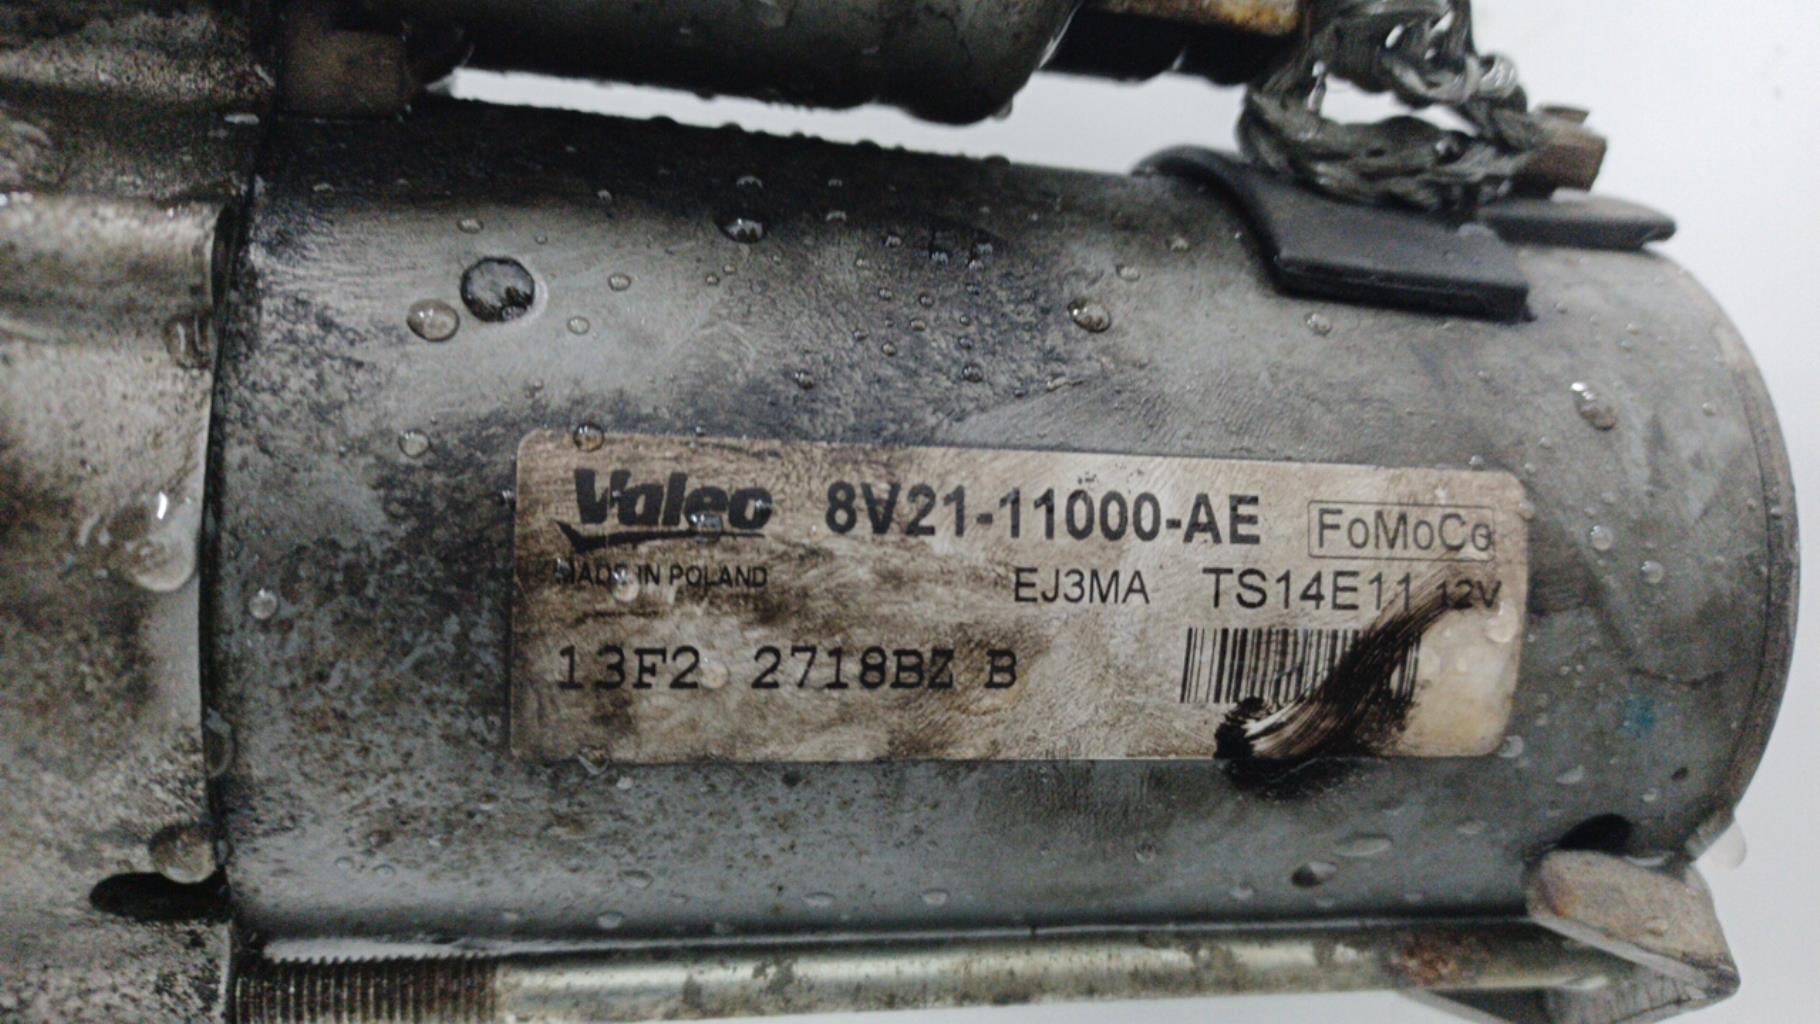 Valeo 8V21-11000-AE FoMoCo
MADE IN POLAND EJ3MA TS14E11 12V
13F2 2718BZ B